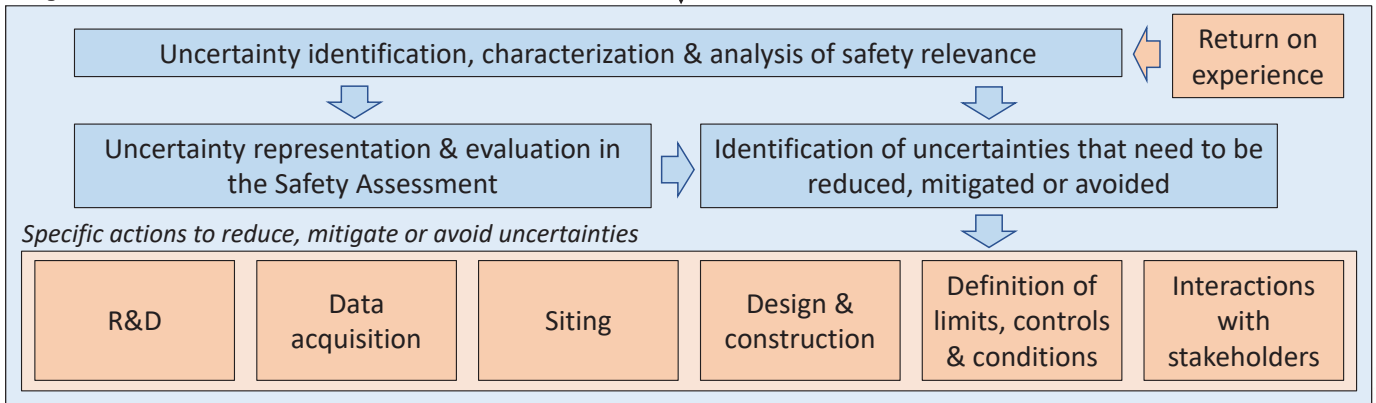 Uncertainty identification, characterization & analysis of safety relevance
Return on
experience
Uncertainty representation & evaluation in
the Safety Assessment
Identification of uncertainties that need to be
reduced, mitigated or avoided
Specific actions to reduce, mitigate or avoid uncertainties
R&D
Data
acquisition
Siting
Design &
construction
Definition of
limits, controls
& conditions
Interactions
with
stakeholders